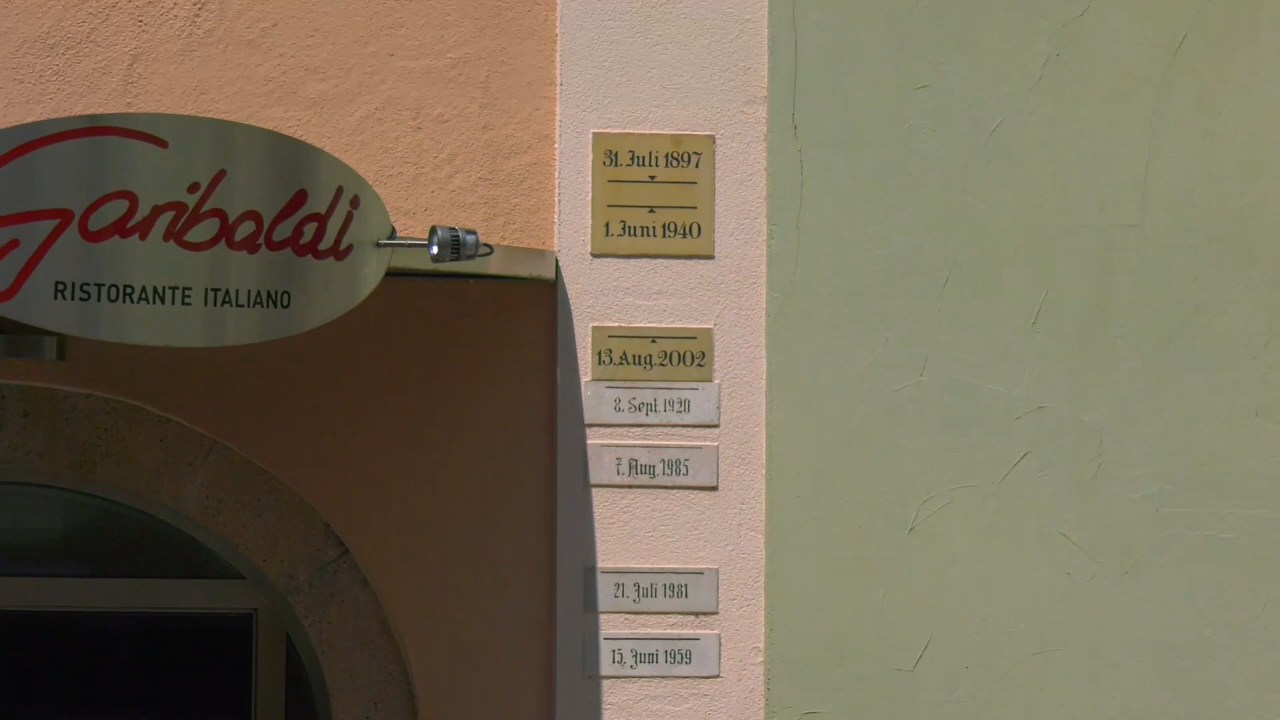 Garibaldi
RISTORANTE ITALIANO
31. Juli 1897
1. Juni 1940
13. Aug. 2002
8. Sept. 1920
7. Aug. 1985
21. Juli 1981
15. Juni 1959